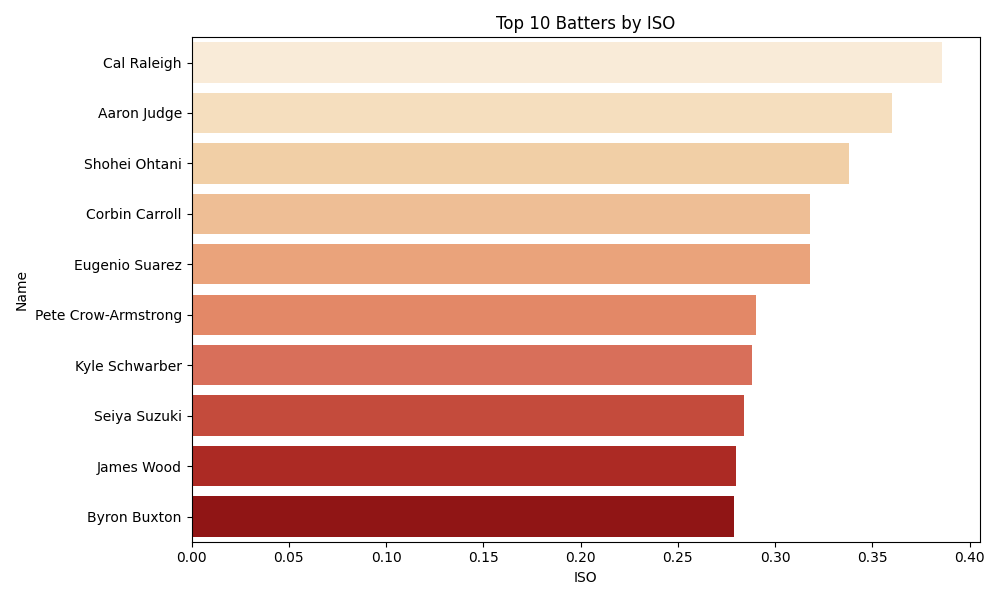 Top 10 Batters by ISO
Name
Cal Raleigh
Aaron Judge
Shohei Ohtani
Corbin Carroll
Eugenio Suarez
Pete Crow-Armstrong
Kyle Schwarber
Seiya Suzuki
James Wood
Byron Buxton
0.00 0.05 0.10 0.15 0.20 0.25 0.30 0.35 0.40
ISO